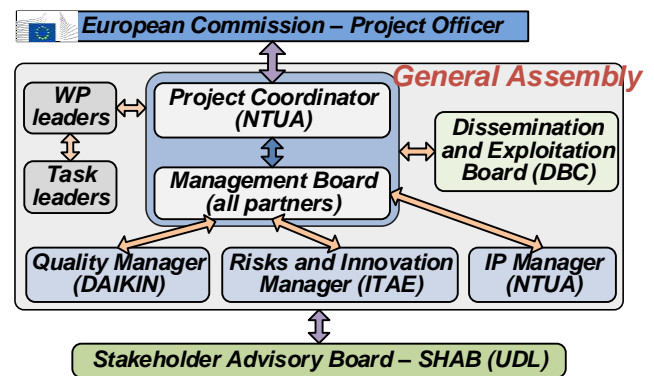 European Commission – Project Officer
General Assembly
WP
leaders
Project Coordinator
(NTUA)
Dissemination
and Exploitation
Board (DBC)
Task
leaders
Management Board
(all partners)
Quality Manager
(DAIKIN)
Risks and Innovation
Manager (ITAE)
IP Manager
(NTUA)
Stakeholder Advisory Board – SHAB (UDL)